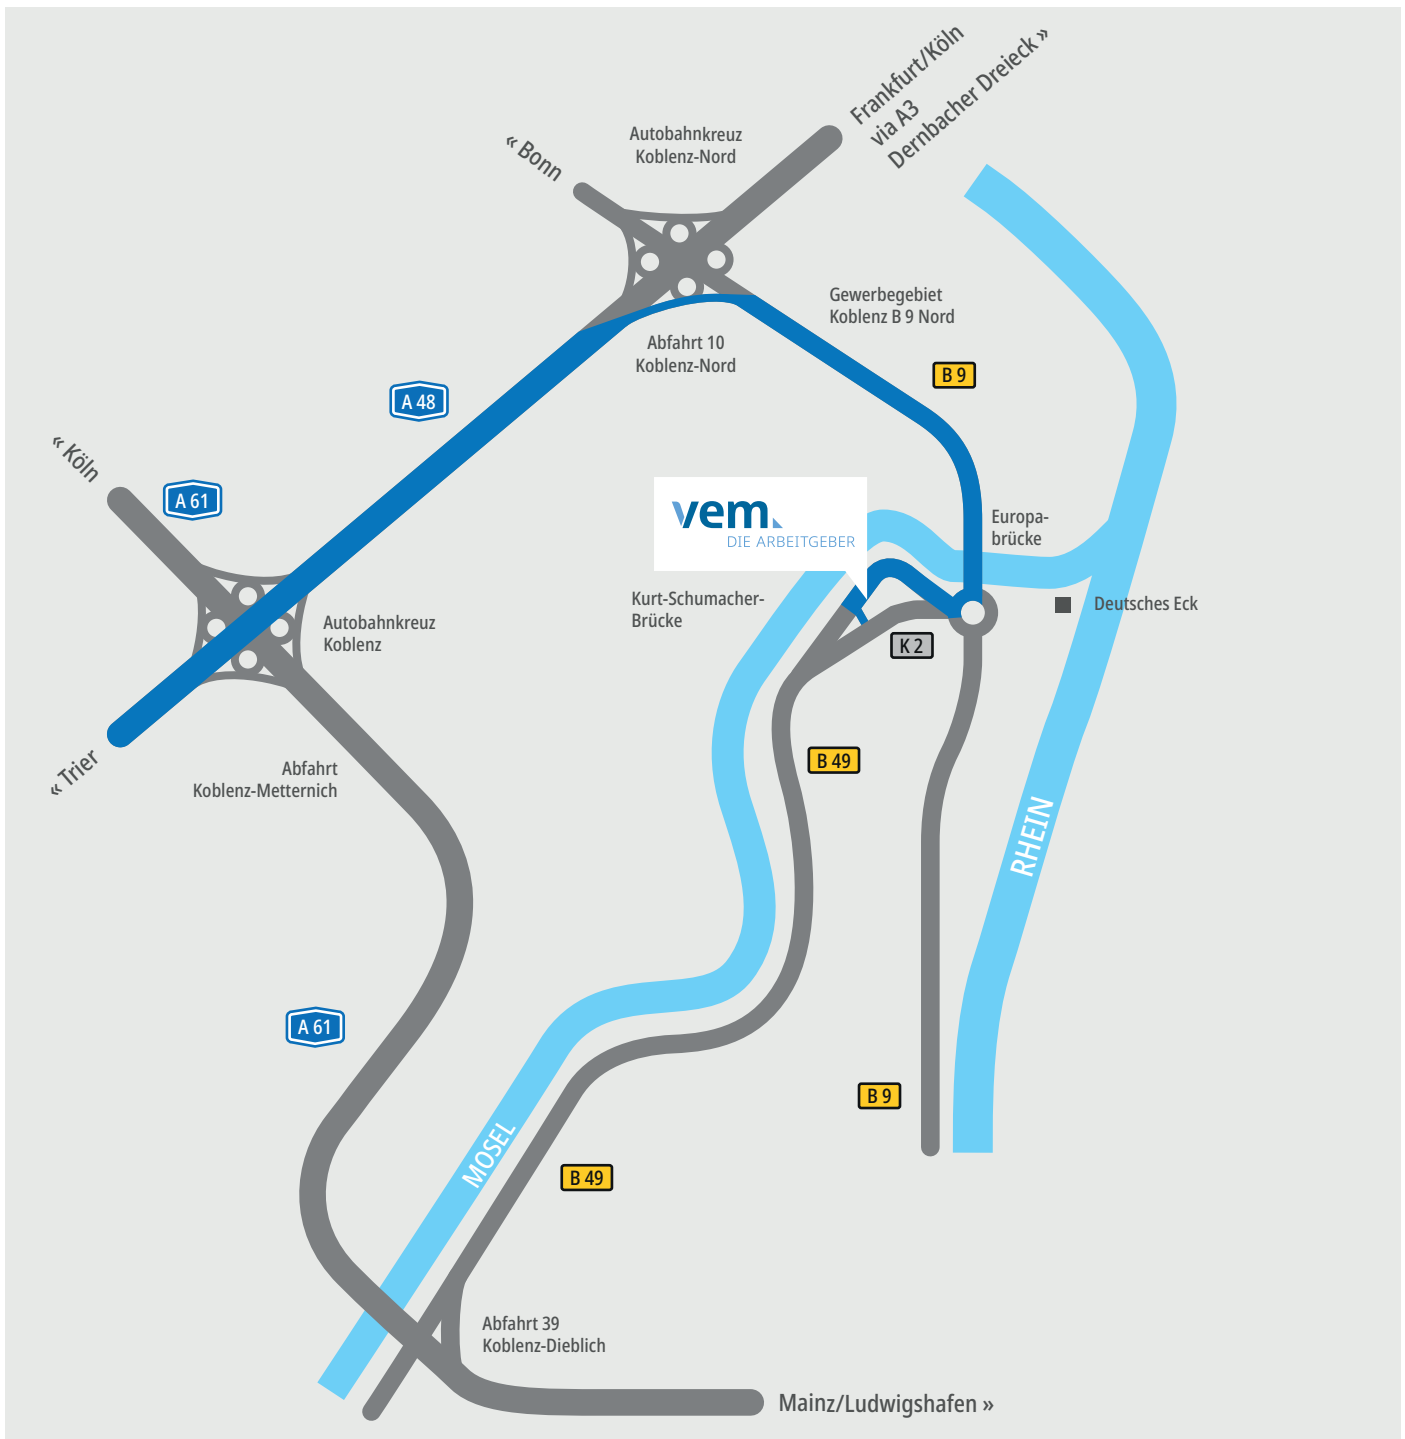 Frankfurt/Köln
via A3
Dernbacher Dreieck »
Autobahnkreuz
Koblenz-Nord
« Bonn
Gewerbegebiet
Koblenz B 9 Nord
Abfahrt 10
Koblenz-Nord
B 9
A 48
« Köln
A 61
vem.
DIE ARBEITGEBER
Europa-
brücke
Kurt-Schumacher-
Brücke
Deutsches Eck
Autobahnkreuz
Koblenz
K 2
« Trier
Abfahrt
Koblenz-Metternich
B 49
RHEIN
A 61
B 9
MOSEL
B 49
Abfahrt 39
Koblenz-Dieblich
Mainz/Ludwigshafen »